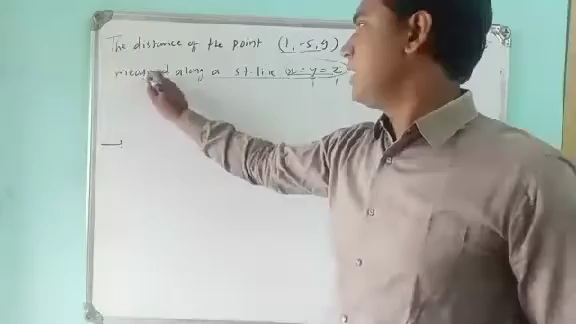 The distance of the point (1, -5, 9)
measured along a st. line x = y = z